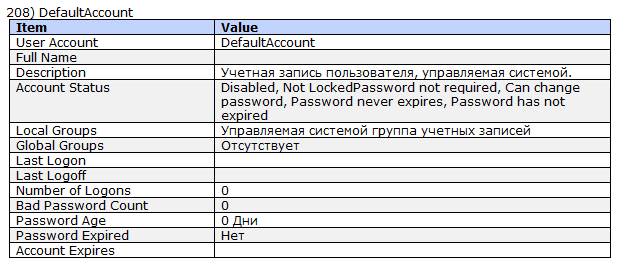 208) DefaultAccount
Item Value
User Account DefaultAccount
Full Name
Description Учетная запись пользователя, управляемая системой.
Account Status Disabled, Not LockedPassword not required, Can change
password, Password never expires, Password has not
expired
Local Groups Управляемая системой группа учетных записей
Global Groups Отсутствует
Last Logon
Last Logoff
Number of Logons 0
Bad Password Count 0
Password Age 0 Дни
Password Expired Нет
Account Expires